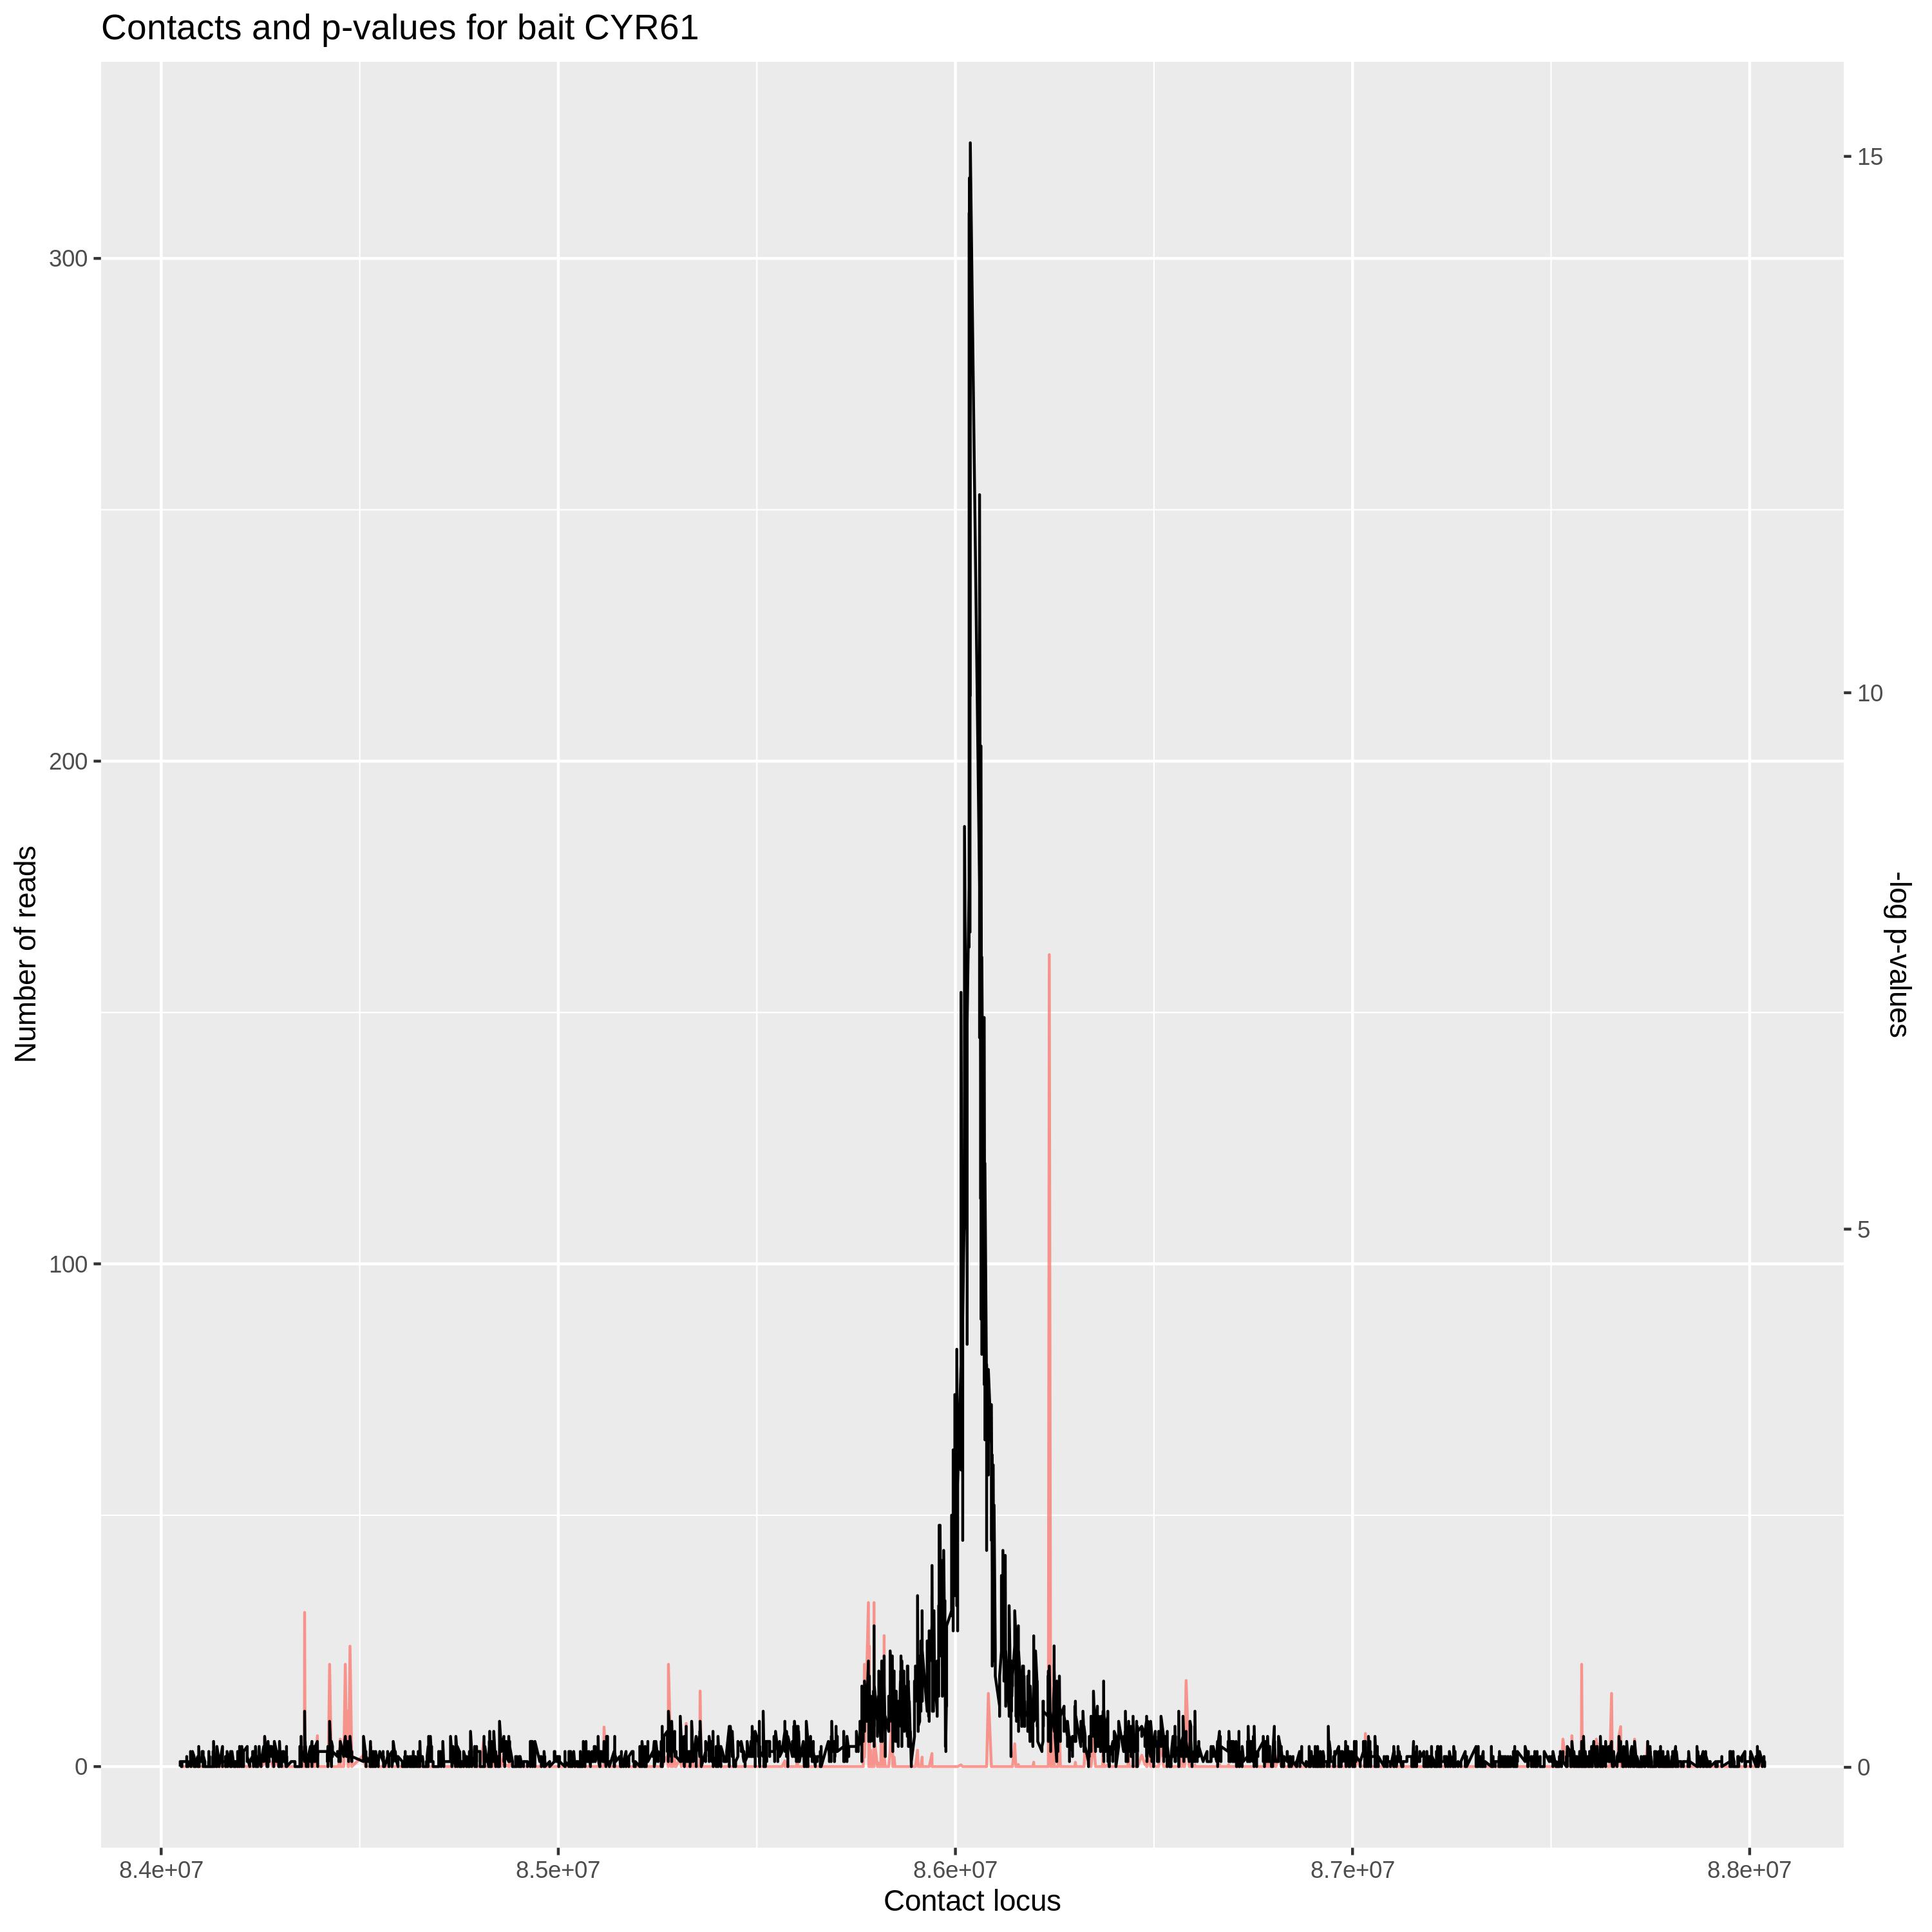 Contacts and p-values for bait CYR61
Number of reads
300
200
100
0
15
10
5
0
-log p-values
8.4e+07 8.5e+07 8.6e+07 8.7e+07 8.8e+07
Contact locus